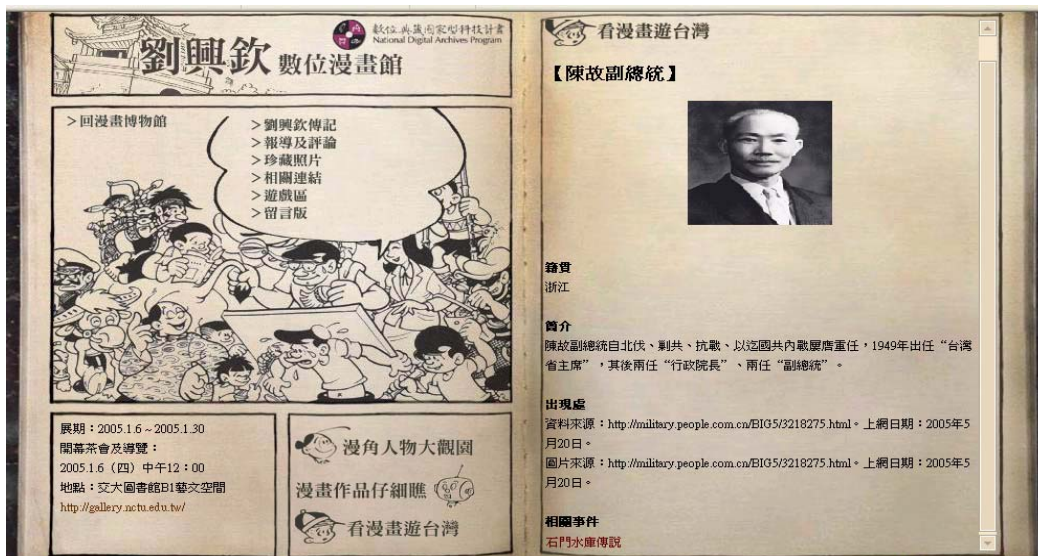 數位典藏國家型科技計畫
National Digital Archives Program
劉興欽 數位漫畫館
>回漫畫博物館
>劉興欽傳記
>報導及評論
>珍藏照片
>相關連結
>遊戲區
>留言版
展期：2005.1.6 ~ 2005.1.30
開幕茶會及導覽：
2005.1.6（四）中午12：00
地點：交大圖書館B1藝文空間
http://gallery.nctu.edu.tw/
漫角人物大觀園
漫畫作品仔細瞧
看漫畫遊台灣
看漫畫遊台灣
【陳故副總統】
籍貫
浙江
簡介
陳故副總統自北伐、剿共、抗戰、以迄國共內戰屢膺重任，1949年出任“台灣
省主席”，其後兩任“行政院長”、兩任“副總統”。
出現處
資料來源：http://military.people.com.cn/BIG5/3218275.html。上網日期：2005年5
月20日。
圖片來源：http://military.people.com.cn/BIG5/3218275.html。上網日期：2005年5
月20日。
相關事件
石門水庫傳說